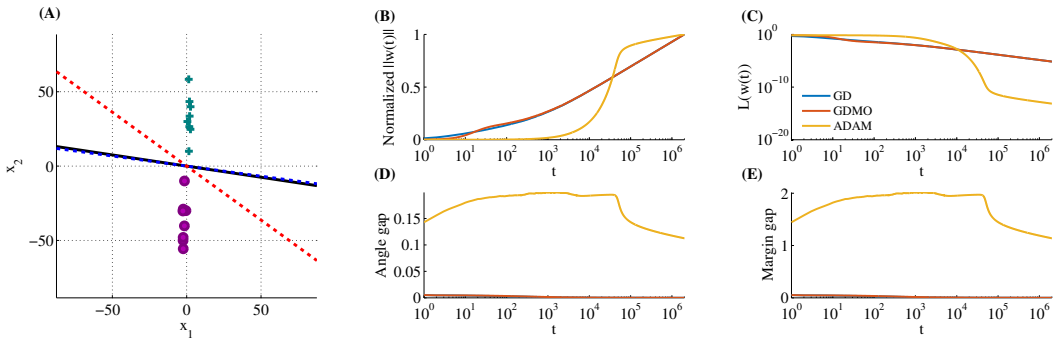 (A)
50
0
−50
−50
0
50
x1
x2
(B)
1
0.5
0
10^0
10^1
10^2
10^3
10^4
10^5
10^6
t
Normalized ||w(t)||
(C)
10^0
10^−10
10^−20
GD
GDMO
ADAM
10^0
10^1
10^2
10^3
10^4
10^5
10^6
t
L(w(t))
(D)
0.15
0.1
0.05
0
10^0
10^1
10^2
10^3
10^4
10^5
10^6
t
Angle gap
(E)
2
1
0
10^0
10^1
10^2
10^3
10^4
10^5
10^6
t
Margin gap